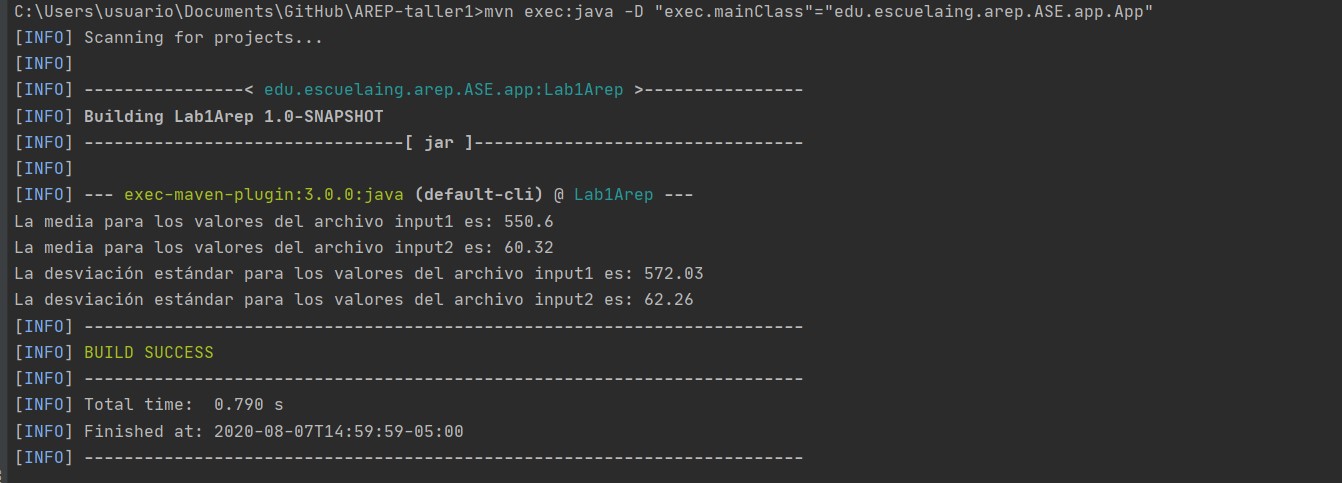 C:\Users\usuario\Documents\GitHub\AREP-taller1>mvn exec:java -D "exec.mainClass"="edu.escuelaing.arep.ASE.app.App"
[INFO] Scanning for projects...
[INFO]
[INFO] ----------------< edu.escuelaing.arep.ASE.app:Lab1Arep >----------------
[INFO] Building Lab1Arep 1.0-SNAPSHOT
[INFO] --------------------------------[ jar ]---------------------------------
[INFO]
[INFO] --- exec-maven-plugin:3.0.0:java (default-cli) @ Lab1Arep ---
La media para los valores del archivo input1 es: 550.6
La media para los valores del archivo input2 es: 60.32
La desviación estándar para los valores del archivo input1 es: 572.03
La desviación estándar para los valores del archivo input2 es: 62.26
[INFO] ------------------------------------------------------------------------
[INFO] BUILD SUCCESS
[INFO] ------------------------------------------------------------------------
[INFO] Total time:  0.790 s
[INFO] Finished at: 2020-08-07T14:59:59-05:00
[INFO] ------------------------------------------------------------------------